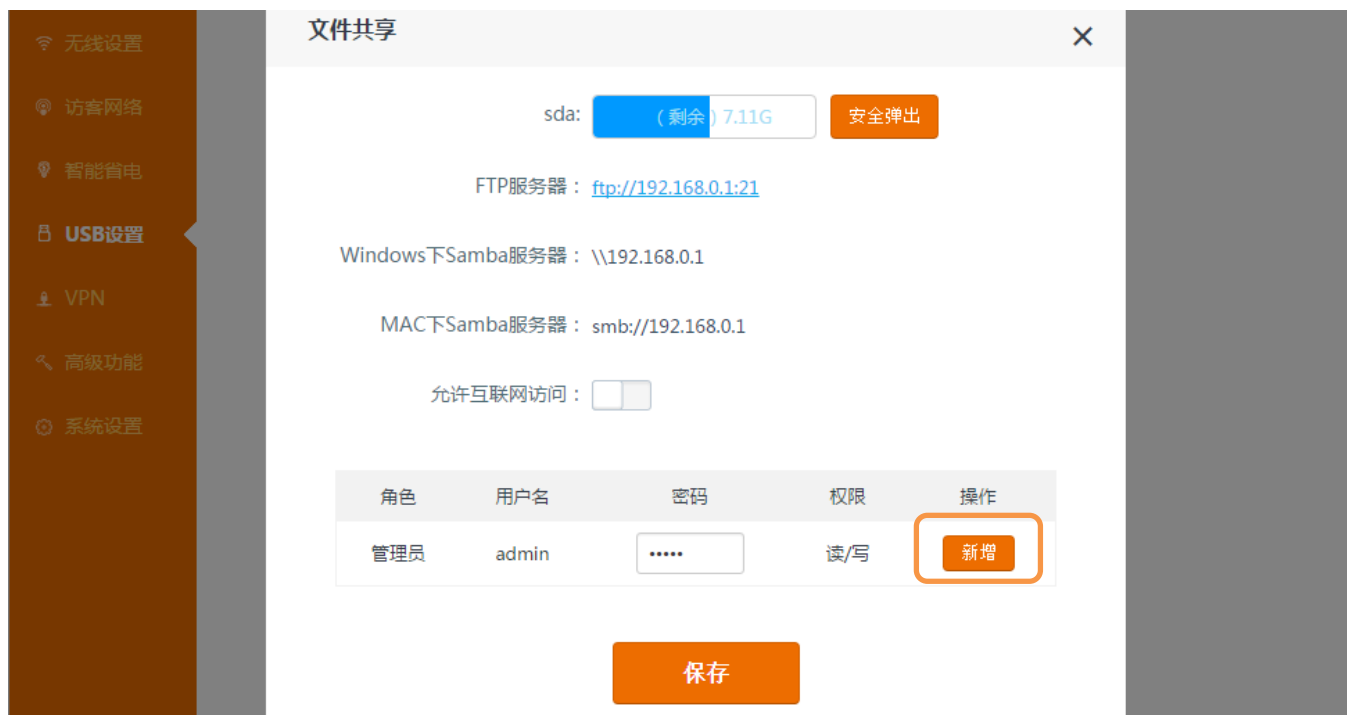 无线设置
访客网络
智能省电
USB设置
VPN
高级功能
系统设置
文件共享
sda: （剩余）7.11G 安全弹出
FTP服务器： ftp://192.168.0.1:21
Windows下Samba服务器： \\192.168.0.1
MAC下Samba服务器： smb://192.168.0.1
允许互联网访问：
角色 用户名 密码 权限 操作
管理员 admin ••••• 读/写 新增
保存